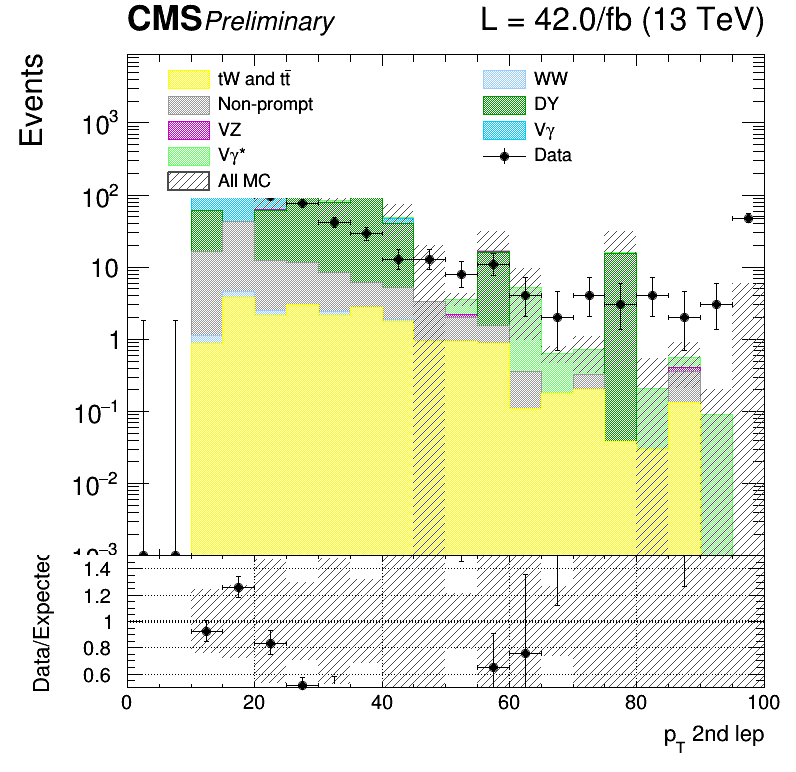 CMS Preliminary L = 42.0/fb (13 TeV)
Events
tW and tt̄
WW
Non-prompt
DY
VZ
Vγ
Vγ*
Data
All MC
10³
10²
10
1
10⁻¹
10⁻²
10⁻³
Data/Expected
1.4
1.2
1
0.8
0.6
0 20 40 60 80 100
p_T 2nd lep